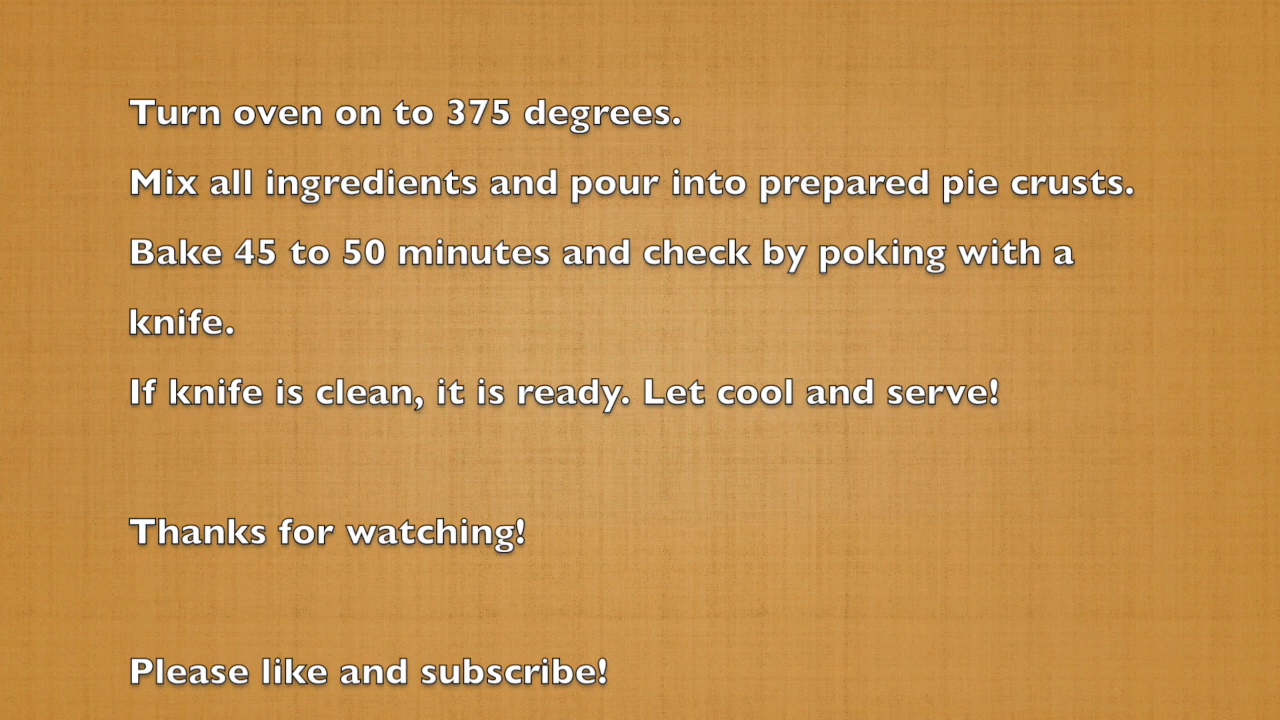 Turn oven on to 375 degrees.
Mix all ingredients and pour into prepared pie crusts.
Bake 45 to 50 minutes and check by poking with a
knife.
If knife is clean, it is ready. Let cool and serve!
Thanks for watching!
Please like and subscribe!